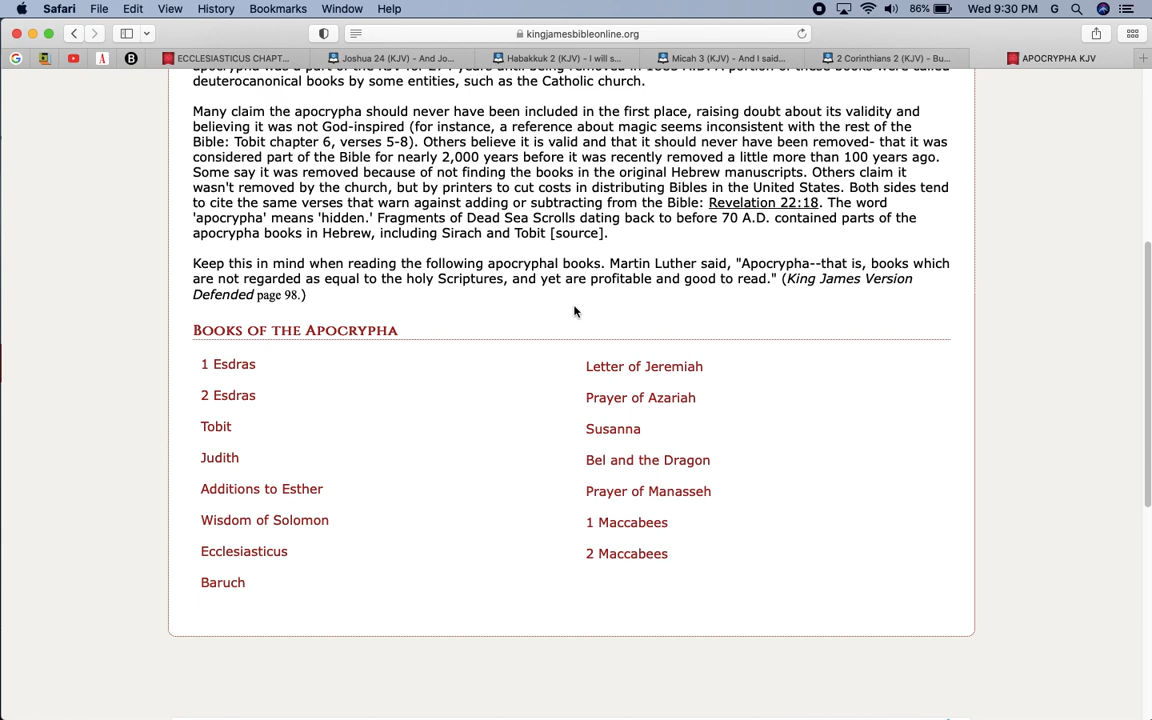 Safari File Edit View History Bookmarks Window Help 86% Wed 9:30 PM G
kingjamesbibleonline.org
G A B ECCLESIASTICUS CHAPT... Joshua 24 (KJV) - And Jo... Habakkuk 2 (KJV) - I will s... Micah 3 (KJV) - And I said... 2 Corinthians 2 (KJV) - Bu... APOCRYPHA KJV
deuterocanonical books by some entities, such as the Catholic church.
Many claim the apocrypha should never have been included in the first place, raising doubt about its validity and
believing it was not God-inspired (for instance, a reference about magic seems inconsistent with the rest of the
Bible: Tobit chapter 6, verses 5-8). Others believe it is valid and that it should never have been removed- that it was
considered part of the Bible for nearly 2,000 years before it was recently removed a little more than 100 years ago.
Some say it was removed because of not finding the books in the original Hebrew manuscripts. Others claim it
wasn't removed by the church, but by printers to cut costs in distributing Bibles in the United States. Both sides tend
to cite the same verses that warn against adding or subtracting from the Bible: Revelation 22:18. The word
'apocrypha' means 'hidden.' Fragments of Dead Sea Scrolls dating back to before 70 A.D. contained parts of the
apocrypha books in Hebrew, including Sirach and Tobit [source].
Keep this in mind when reading the following apocryphal books. Martin Luther said, "Apocrypha--that is, books which
are not regarded as equal to the holy Scriptures, and yet are profitable and good to read." (King James Version
Defended page 98.)
BOOKS OF THE APOCRYPHA
1 Esdras
2 Esdras
Tobit
Judith
Additions to Esther
Wisdom of Solomon
Ecclesiasticus
Baruch
Letter of Jeremiah
Prayer of Azariah
Susanna
Bel and the Dragon
Prayer of Manasseh
1 Maccabees
2 Maccabees